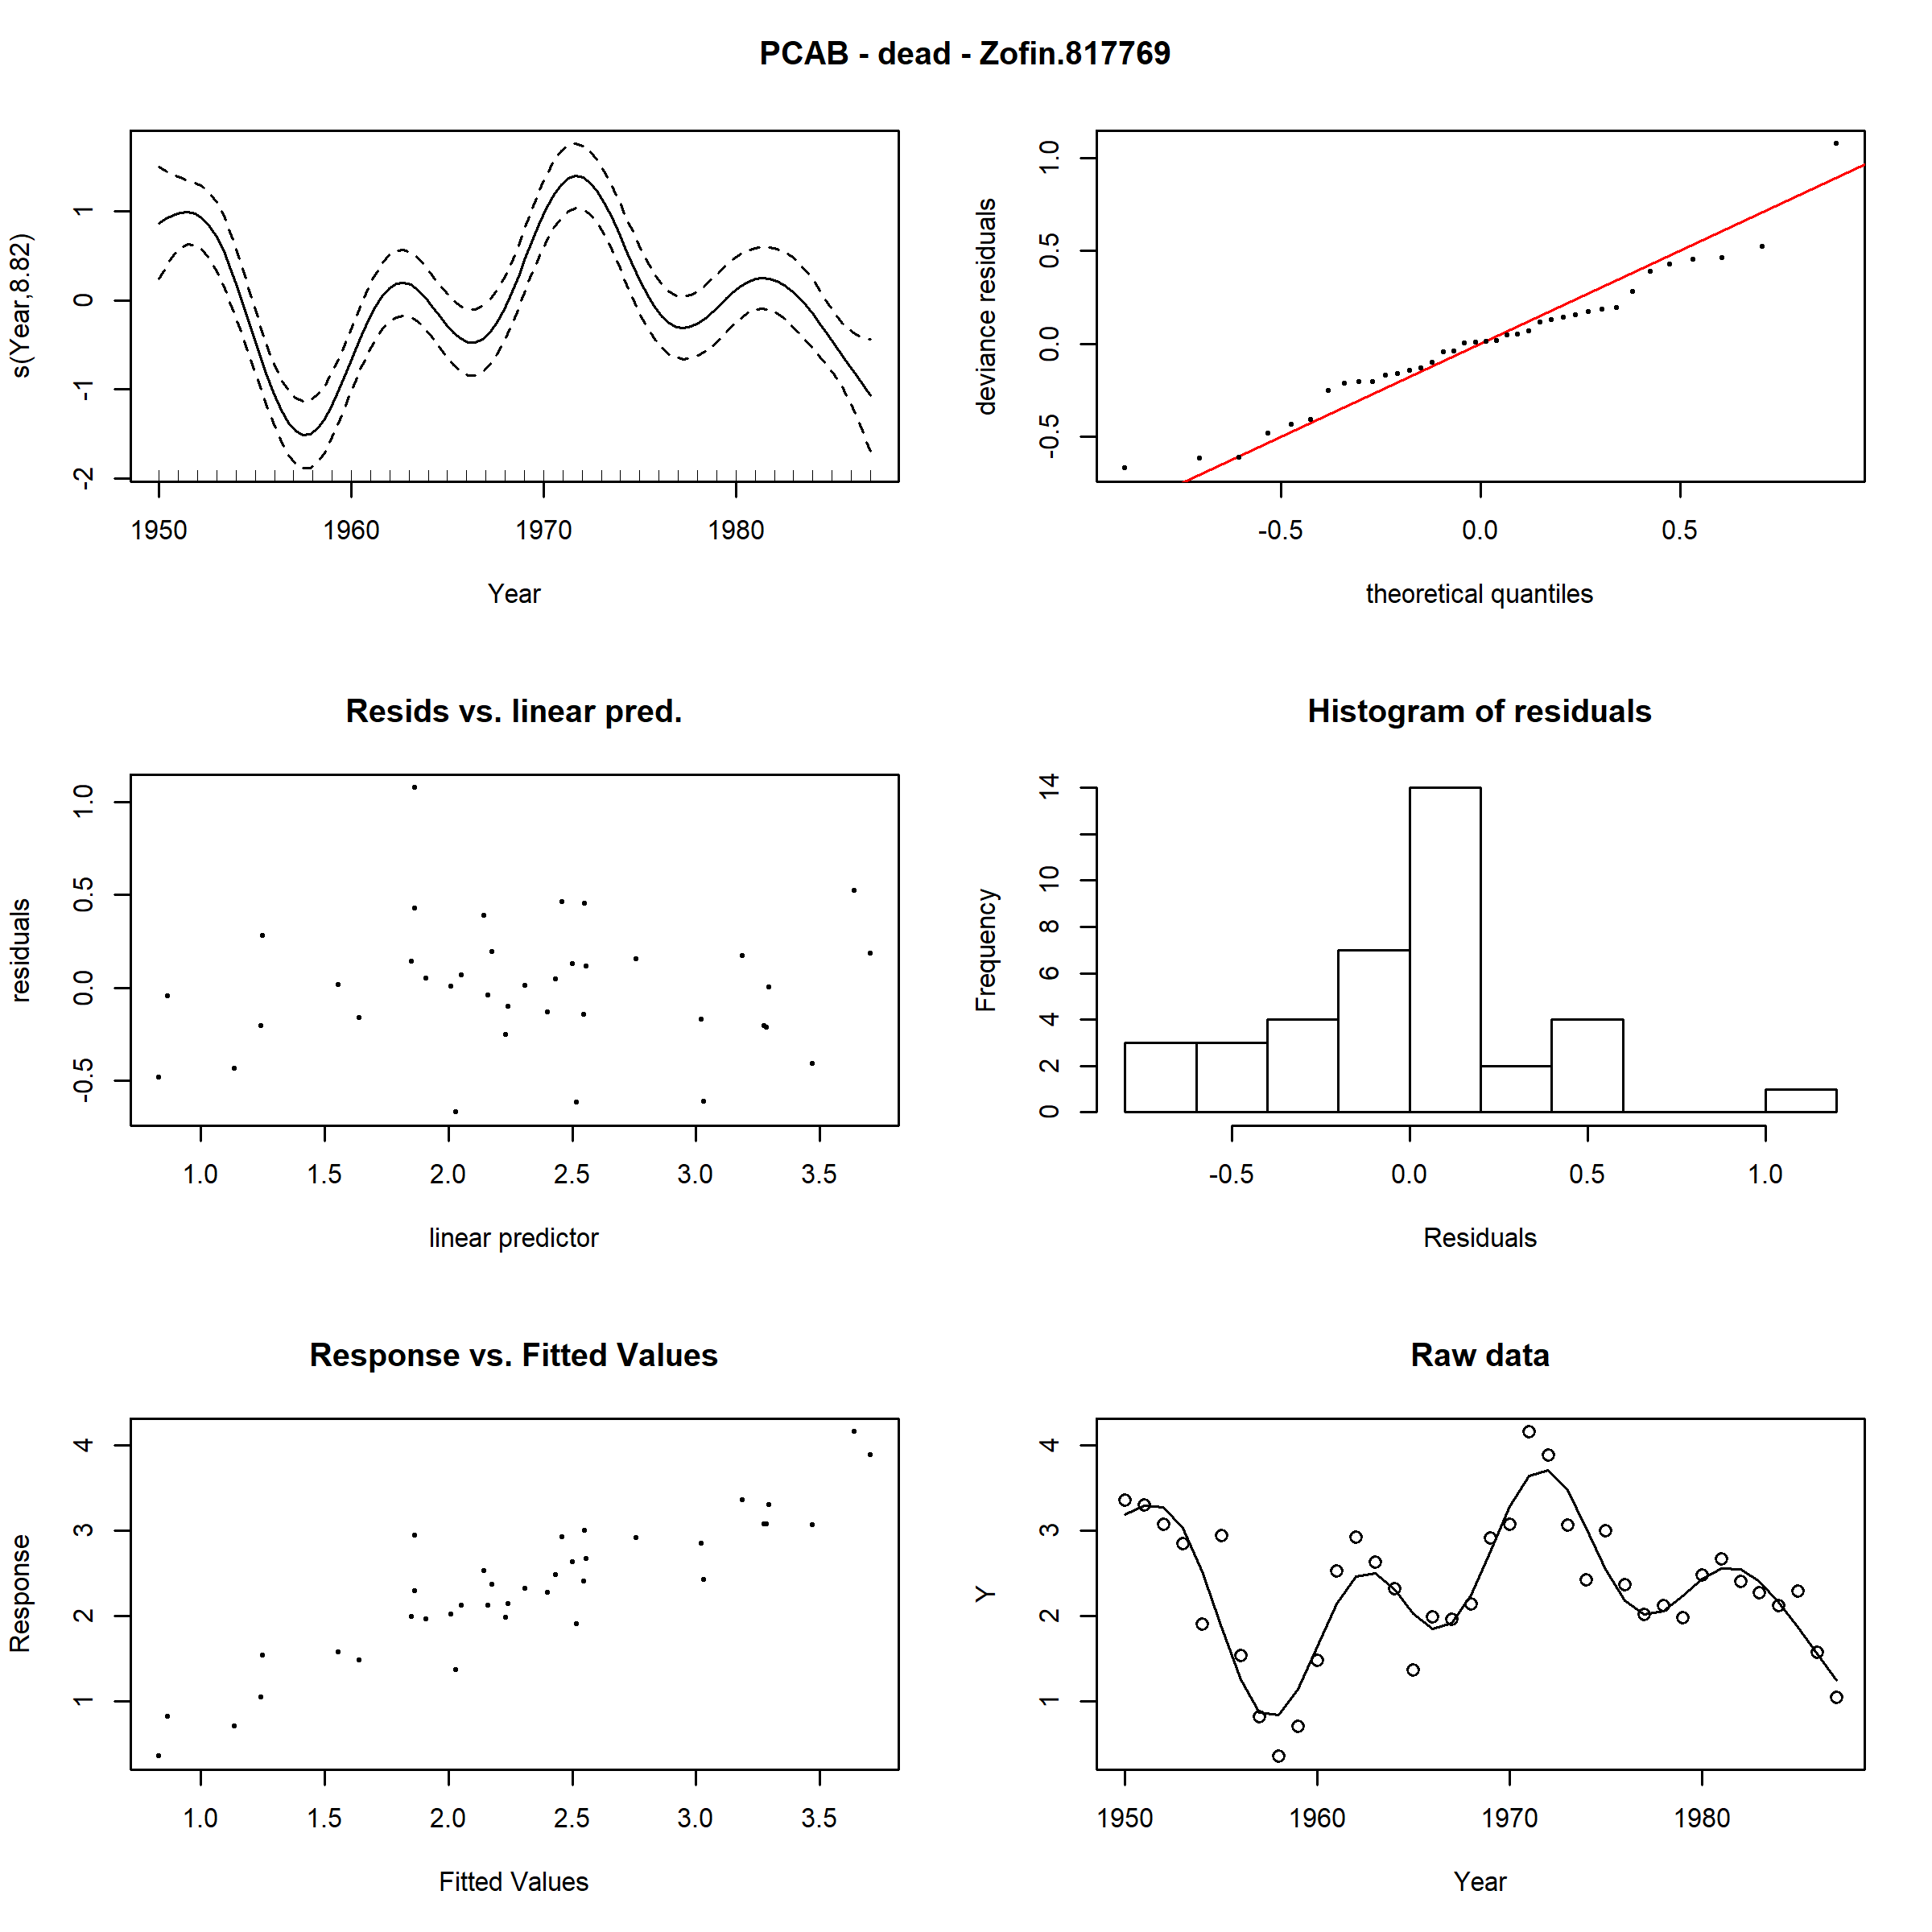 PCAB - dead - Zofin.817769
s(Year,8.82)
1
0
-1
-2
1950 1960 1970 1980
Year
deviance residuals
1.0
0.5
0.0
-0.5
-0.5 0.0 0.5
theoretical quantiles
Resids vs. linear pred.
residuals
1.0
0.5
0.0
-0.5
1.0 1.5 2.0 2.5 3.0 3.5
linear predictor
Histogram of residuals
Frequency
14
10
8
6
4
2
0
-0.5 0.0 0.5 1.0
Residuals
Response vs. Fitted Values
Response
4
3
2
1
1.0 1.5 2.0 2.5 3.0 3.5
Fitted Values
Raw data
Y
4
3
2
1
1950 1960 1970 1980
Year